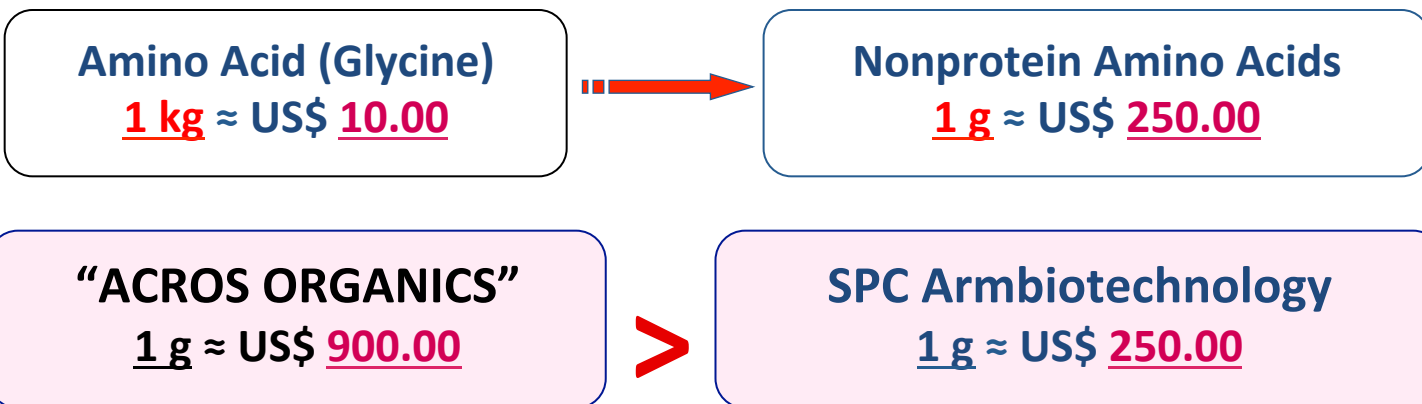 Amino Acid (Glycine)
1 kg ≈ US$ 10.00
Nonprotein Amino Acids
1 g ≈ US$ 250.00
“ACROS ORGANICS”
1 g ≈ US$ 900.00
>
SPC Armbiotechnology
1 g ≈ US$ 250.00